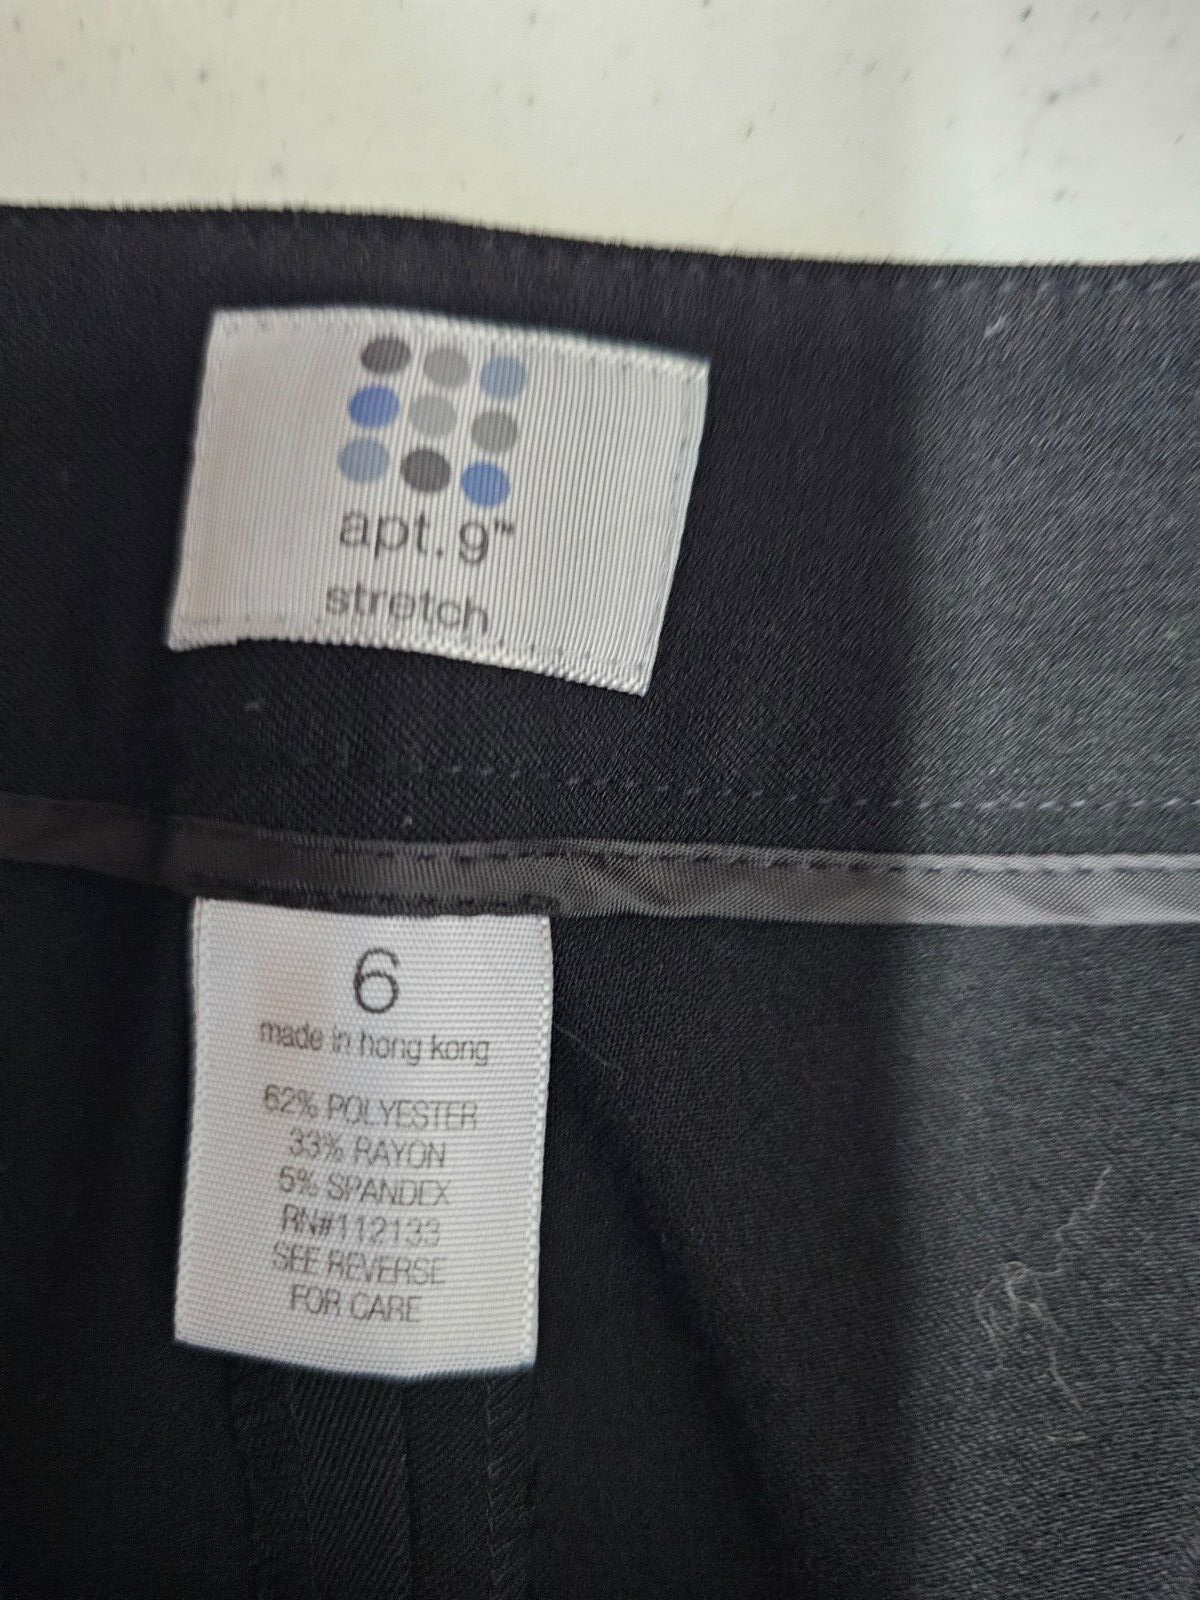 apt. 9™
stretch
6
made in hong kong
62% POLYESTER
33% RAYON
5% SPANDEX
RN#112133
SEE REVERSE
FOR CARE